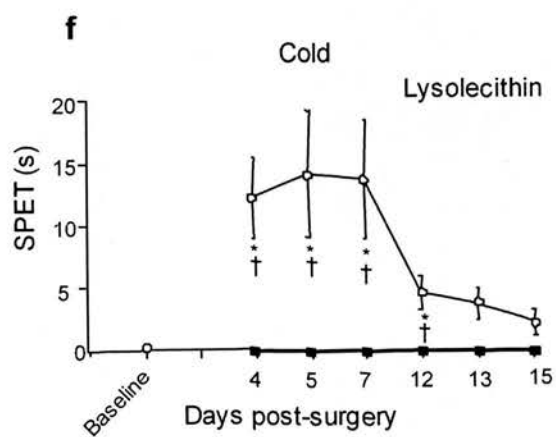 f
Cold
Lysolecithin
SPET (s)
20
15
10
5
0
* * * *
† † † †
Baseline 4 5 7 12 13 15
Days post-surgery